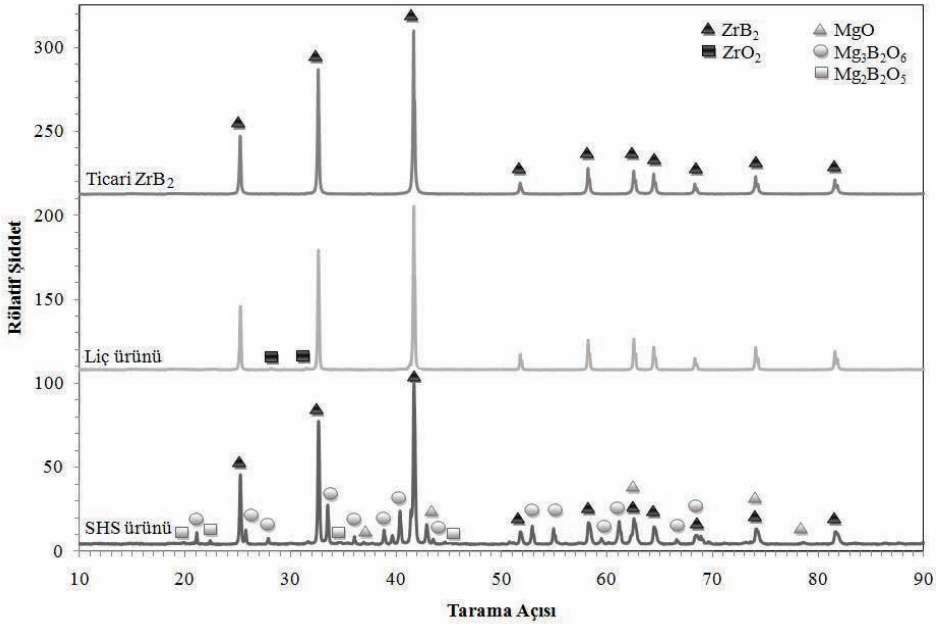 300
250
200
150
100
50
0
Rölatif Şiddet
ZrB₂
ZrO₂
MgO
Mg₃B₂O₆
Mg₂B₂O₅
Ticari ZrB₂
Liç ürünü
SHS ürünü
10 20 30 40 50 60 70 80 90
Tarama Açısı